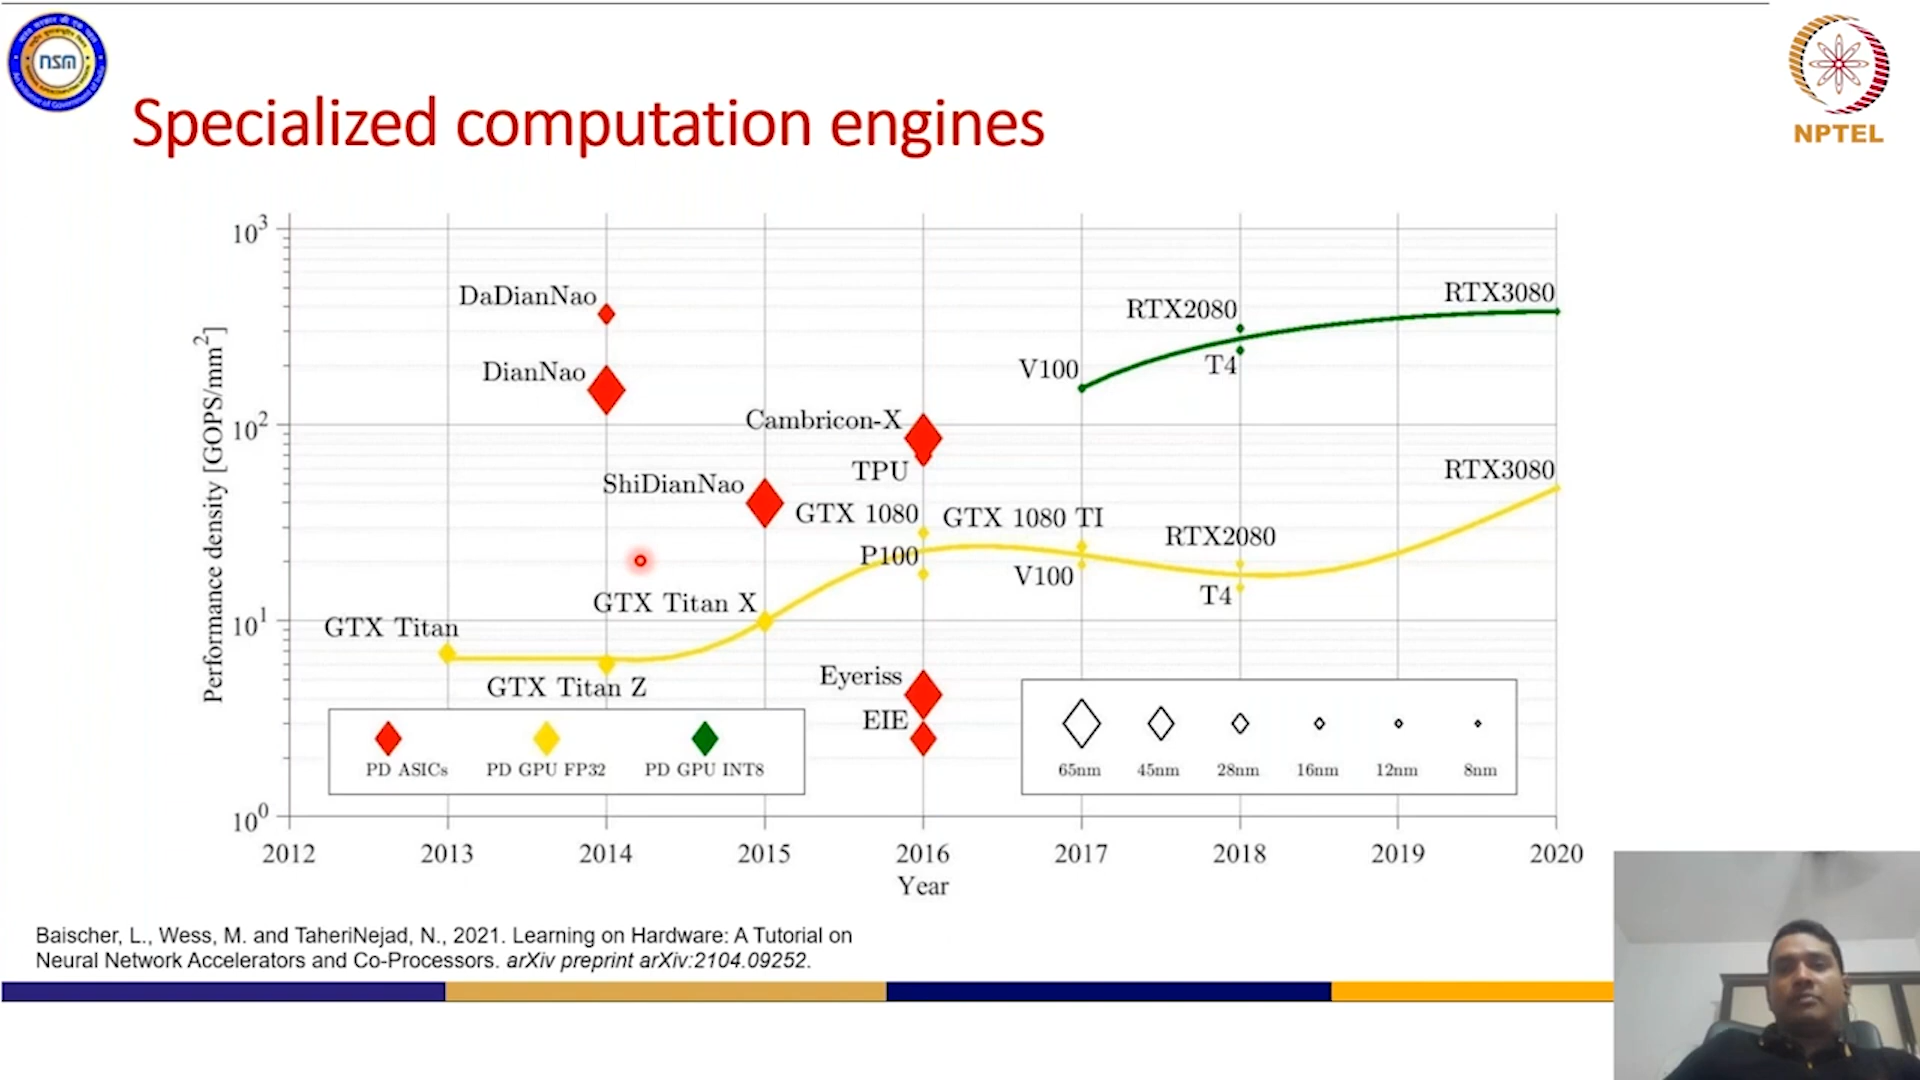 nsm
NPTEL
Specialized computation engines
Performance density [GOPS/mm²]
10³
10²
10¹
10⁰
DaDianNao
DianNao
ShiDianNao
Cambricon-X
TPU
GTX 1080
P100
GTX 1080 TI
V100
V100
RTX2080
T4
RTX3080
RTX3080
RTX2080
T4
GTX Titan
GTX Titan X
GTX Titan Z
Eyeriss
EIE
PD ASICs PD GPU FP32 PD GPU INT8
65nm 45nm 28nm 16nm 12nm 8nm
2012 2013 2014 2015 2016 2017 2018 2019 2020
Year
Baischer, L., Wess, M. and TaheriNejad, N., 2021. Learning on Hardware: A Tutorial on
Neural Network Accelerators and Co-Processors. arXiv preprint arXiv:2104.09252.